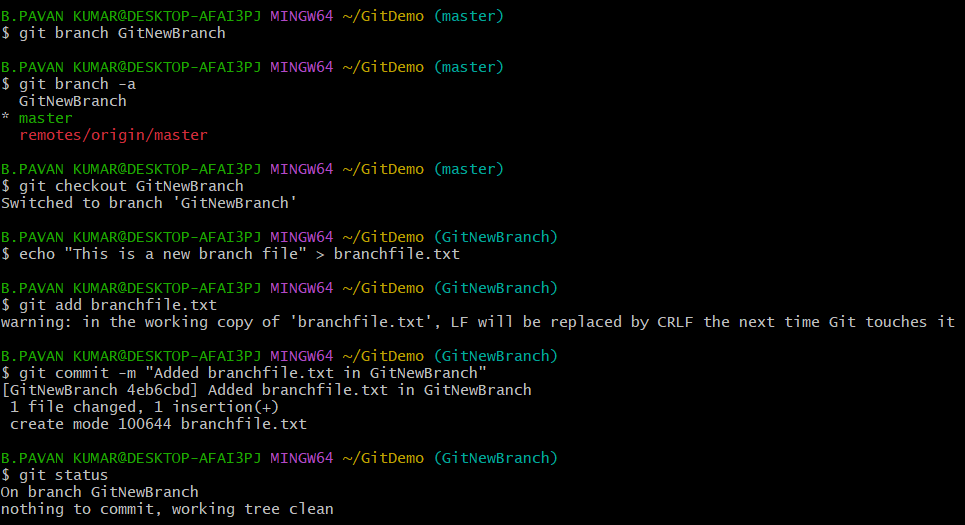 B.PAVAN KUMAR@DESKTOP-AFAI3PJ MINGW64 ~/GitDemo (master)
$ git branch GitNewBranch
B.PAVAN KUMAR@DESKTOP-AFAI3PJ MINGW64 ~/GitDemo (master)
$ git branch -a
  GitNewBranch
* master
  remotes/origin/master
B.PAVAN KUMAR@DESKTOP-AFAI3PJ MINGW64 ~/GitDemo (master)
$ git checkout GitNewBranch
Switched to branch 'GitNewBranch'
B.PAVAN KUMAR@DESKTOP-AFAI3PJ MINGW64 ~/GitDemo (GitNewBranch)
$ echo "This is a new branch file" > branchfile.txt
B.PAVAN KUMAR@DESKTOP-AFAI3PJ MINGW64 ~/GitDemo (GitNewBranch)
$ git add branchfile.txt
warning: in the working copy of 'branchfile.txt', LF will be replaced by CRLF the next time Git touches it
B.PAVAN KUMAR@DESKTOP-AFAI3PJ MINGW64 ~/GitDemo (GitNewBranch)
$ git commit -m "Added branchfile.txt in GitNewBranch"
[GitNewBranch 4eb6cbd] Added branchfile.txt in GitNewBranch
 1 file changed, 1 insertion(+)
 create mode 100644 branchfile.txt
B.PAVAN KUMAR@DESKTOP-AFAI3PJ MINGW64 ~/GitDemo (GitNewBranch)
$ git status
On branch GitNewBranch
nothing to commit, working tree clean